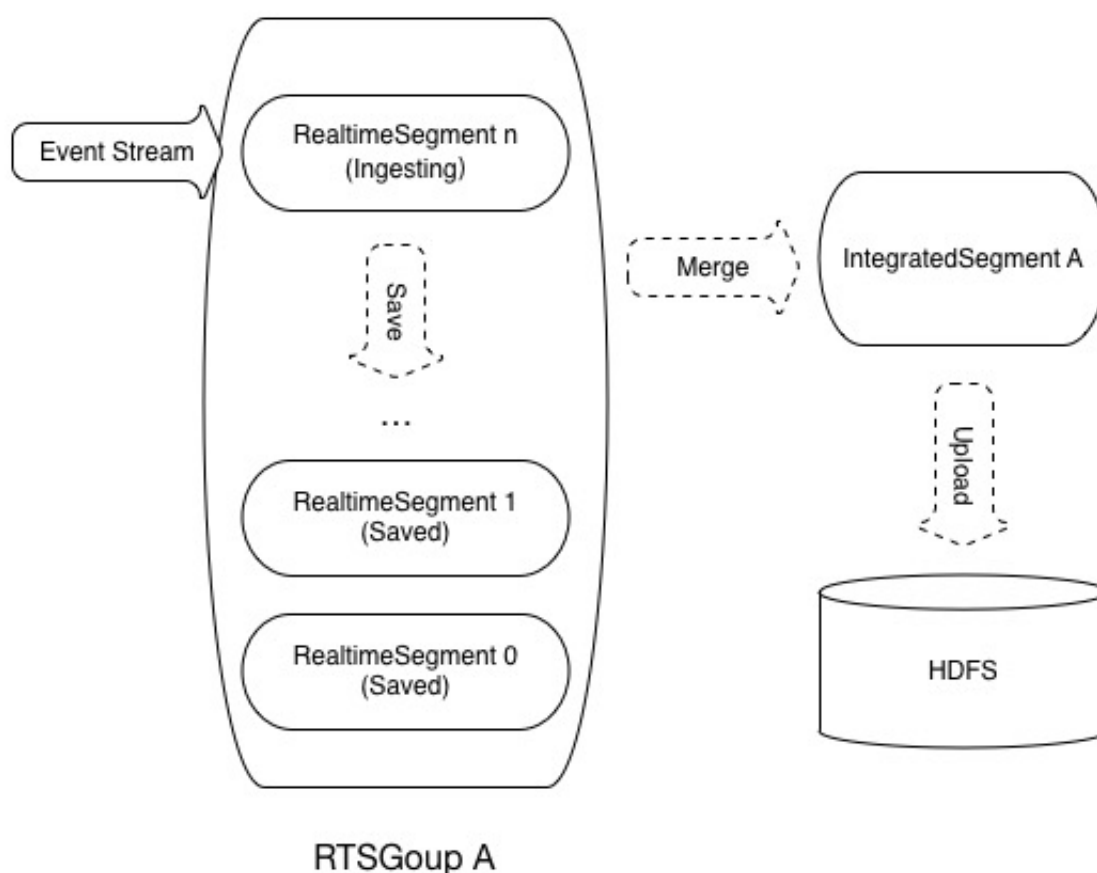 Event Stream
RealtimeSegment n
(Ingesting)
Save
...
RealtimeSegment 1
(Saved)
RealtimeSegment 0
(Saved)
RTSGoup A
Merge
IntegratedSegment A
Upload
HDFS